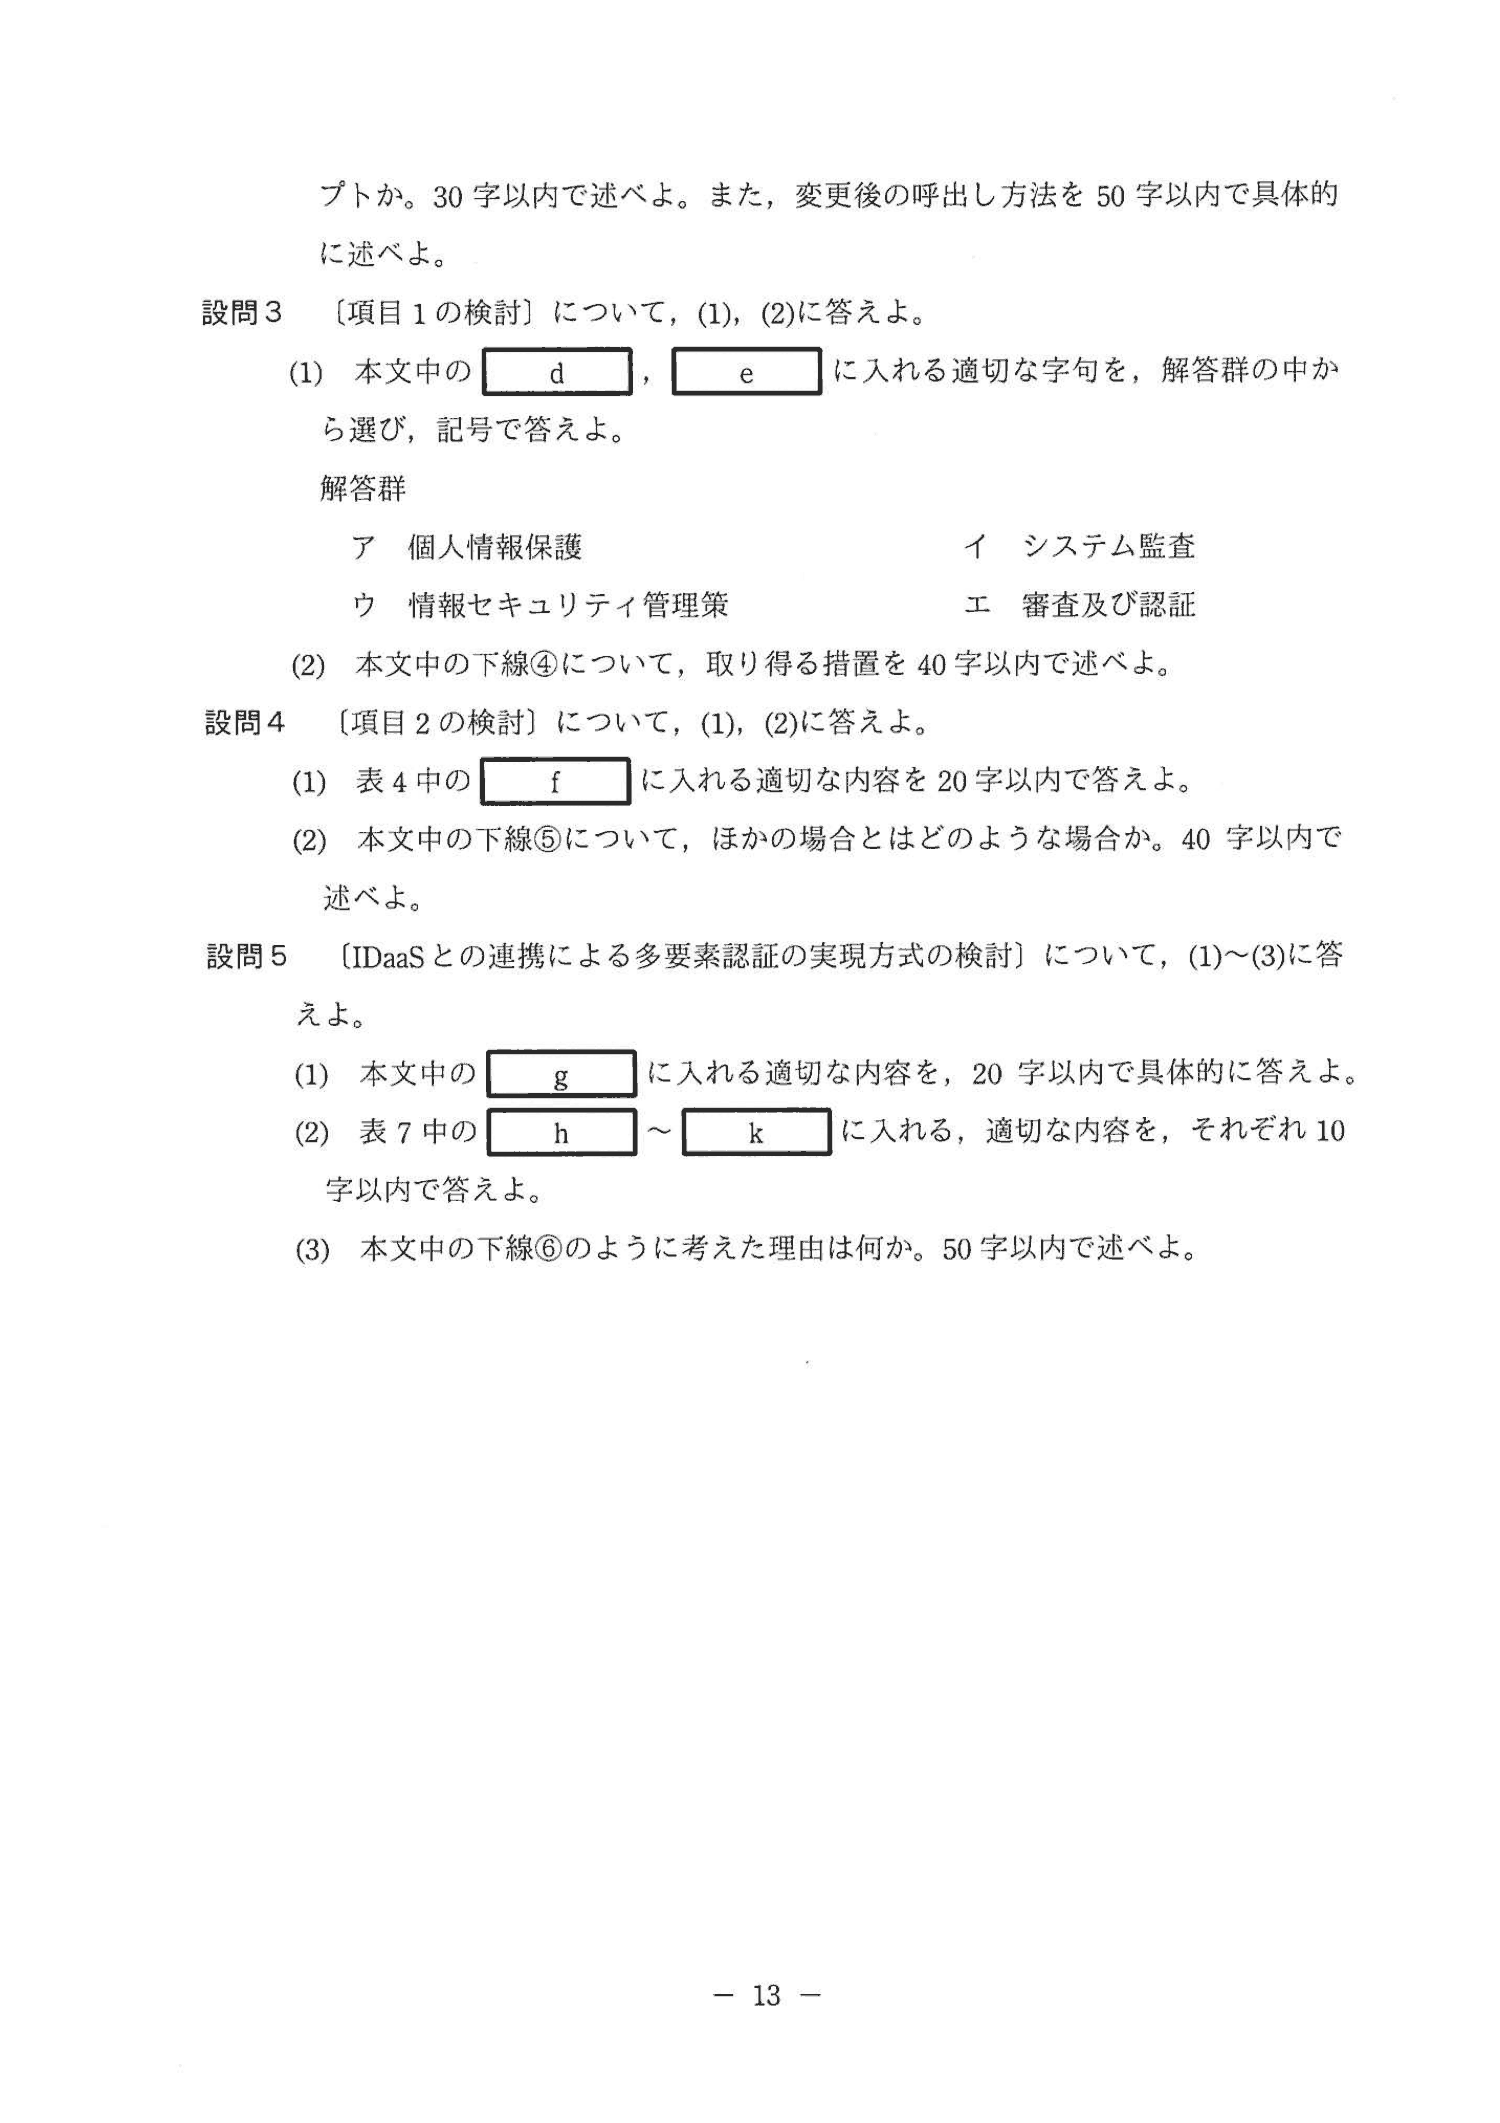 プトか。30 字以内で述べよ。また，変更後の呼出し方法を 50 字以内で具体的
に述べよ。
設問３ 〔項目 1 の検討〕について，(1)，(2)に答えよ。
(1) 本文中の d ， e に入れる適切な字句を，解答群の中か
ら選び，記号で答えよ。
解答群
ア 個人情報保護 イ システム監査
ウ 情報セキュリティ管理策 エ 審査及び認証
(2) 本文中の下線④について，取り得る措置を 40 字以内で述べよ。
設問４ 〔項目 2 の検討〕について，(1)，(2)に答えよ。
(1) 表 4 中の f に入れる適切な内容を 20 字以内で答えよ。
(2) 本文中の下線⑤について，ほかの場合とはどのような場合か。40 字以内で
述べよ。
設問５ 〔IDaaS との連携による多要素認証の実現方式の検討〕について，(1)～(3)に答
えよ。
(1) 本文中の g に入れる適切な内容を，20 字以内で具体的に答えよ。
(2) 表 7 中の h ～ k に入れる，適切な内容を，それぞれ 10
字以内で答えよ。
(3) 本文中の下線⑥のように考えた理由は何か。50 字以内で述べよ。
－ 13 －